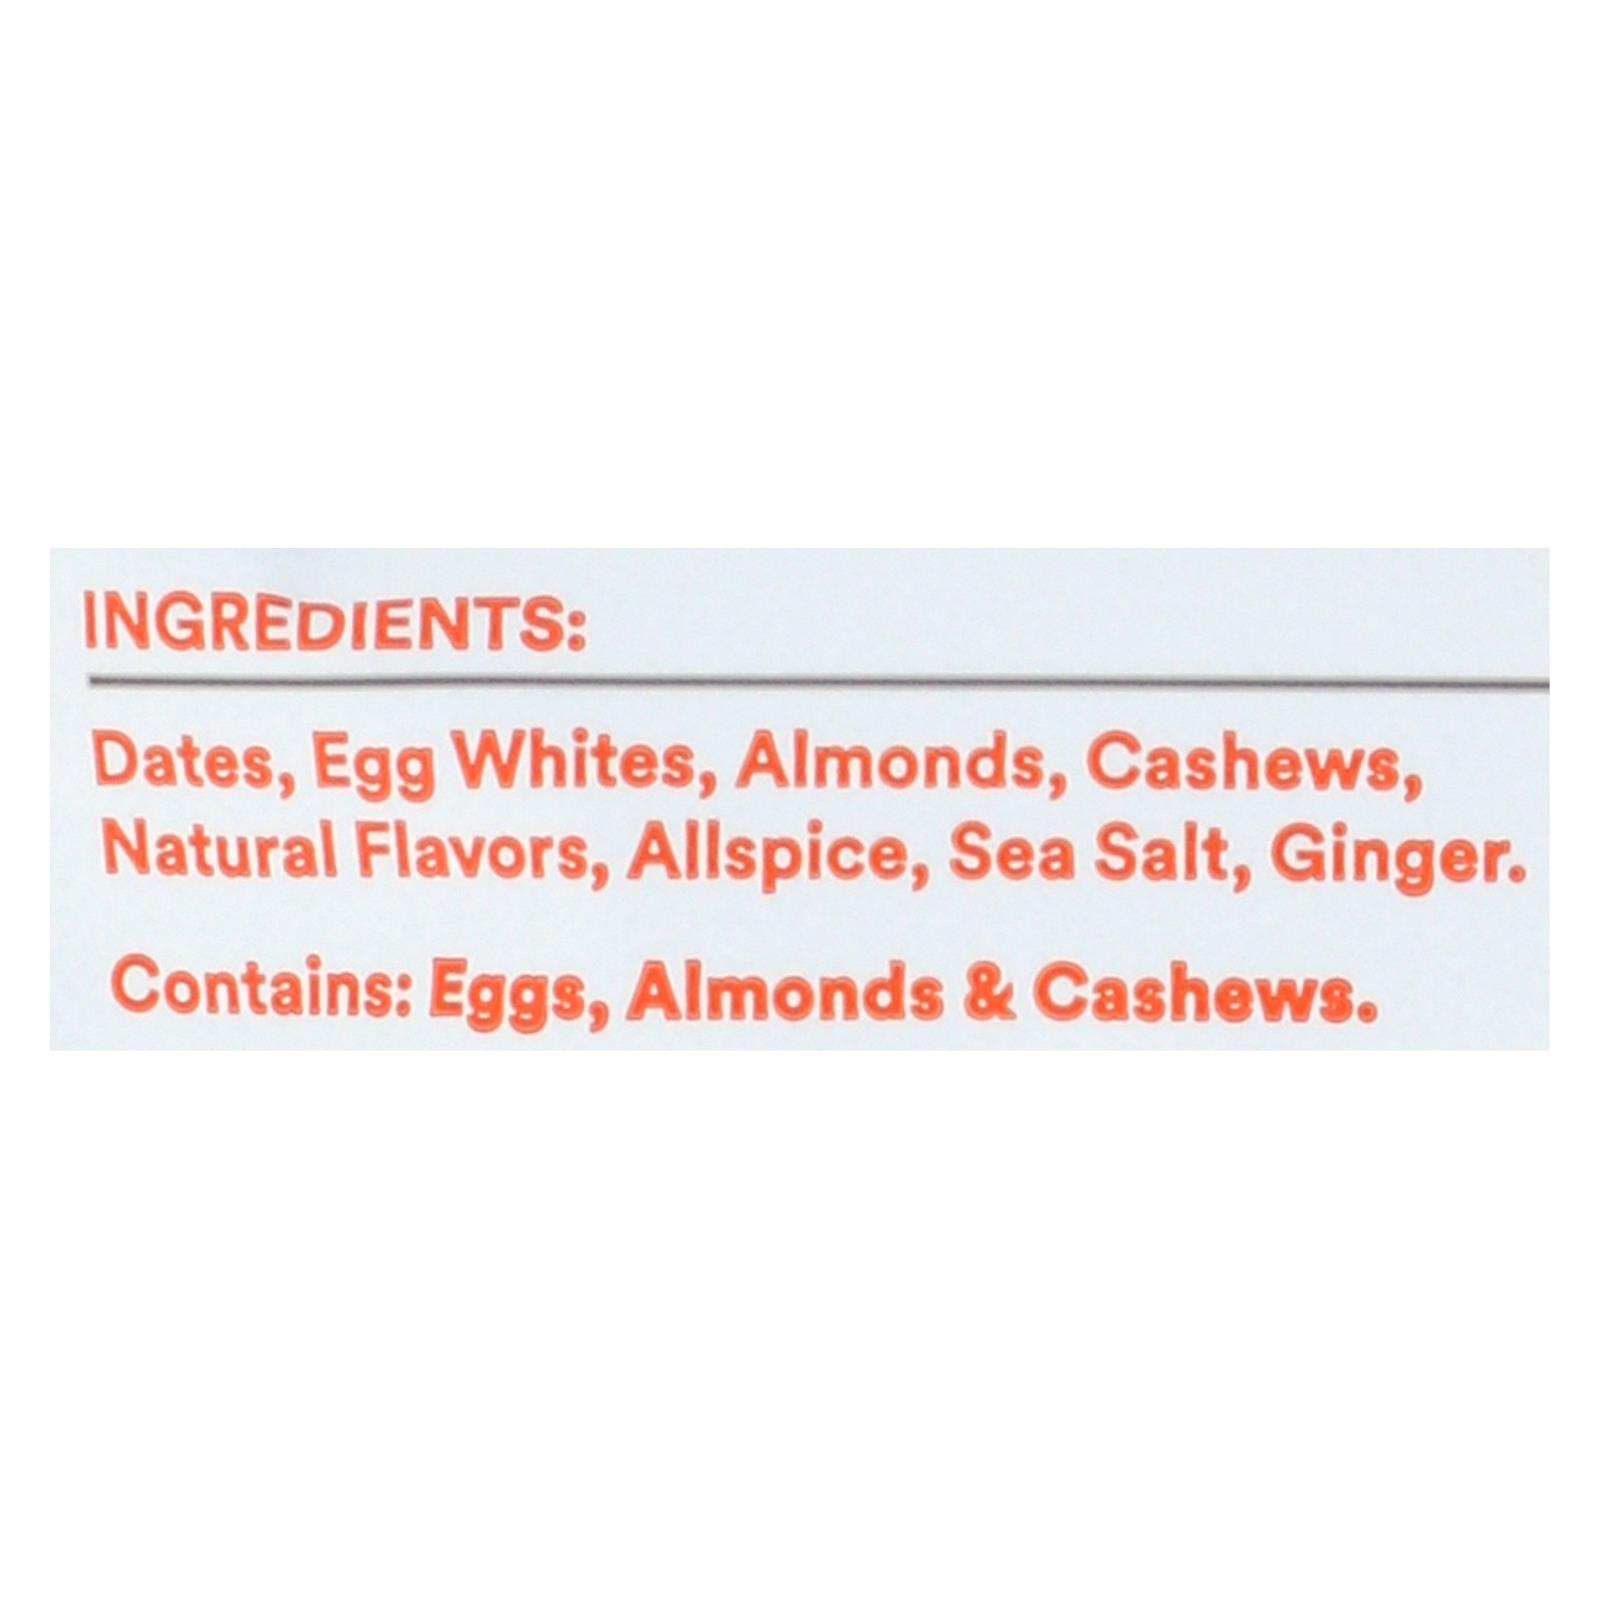 INGREDIENTS:
Dates, Egg Whites, Almonds, Cashews,
Natural Flavors, Allspice, Sea Salt, Ginger.
Contains: Eggs, Almonds & Cashews.